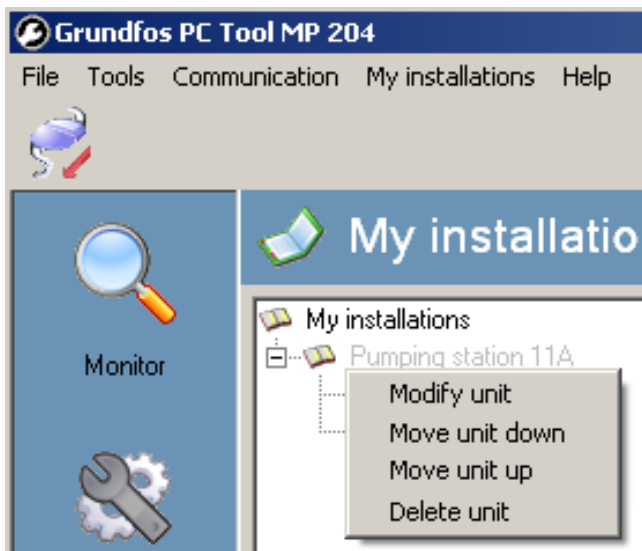 Grundfos PC Tool MP 204
File Tools Communication My installations Help
My installatio
Monitor
My installations
Pumping station 11A
Modify unit
Move unit down
Move unit up
Delete unit